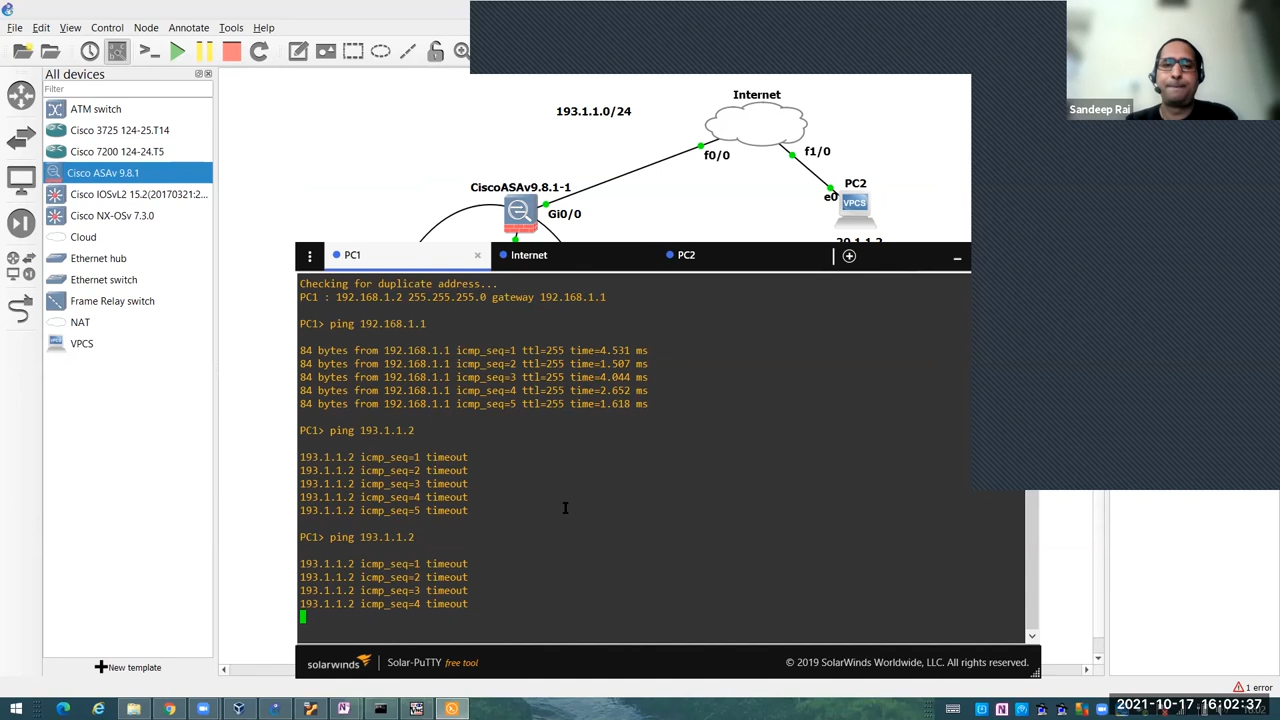 File Edit View Control Node Annotate Tools Help
All devices
Filter
ATM switch
Cisco 3725 124-25.T14
Cisco 7200 124-24.T5
Cisco ASAv 9.8.1
Cisco IOSvL2 15.2(20170321:2...
Cisco NX-OSv 7.3.0
Cloud
Ethernet hub
Ethernet switch
Frame Relay switch
NAT
VPCS
New template
193.1.1.0/24
Internet
f0/0
f1/0
CiscoASAv9.8.1-1
Gi0/0
PC2
e0
VPCS
Sandeep Rai
PC1
Internet
PC2
Checking for duplicate address...
PC1 : 192.168.1.2 255.255.255.0 gateway 192.168.1.1
PC1> ping 192.168.1.1
84 bytes from 192.168.1.1 icmp_seq=1 ttl=255 time=4.531 ms
84 bytes from 192.168.1.1 icmp_seq=2 ttl=255 time=1.507 ms
84 bytes from 192.168.1.1 icmp_seq=3 ttl=255 time=4.044 ms
84 bytes from 192.168.1.1 icmp_seq=4 ttl=255 time=2.652 ms
84 bytes from 192.168.1.1 icmp_seq=5 ttl=255 time=1.618 ms
PC1> ping 193.1.1.2
193.1.1.2 icmp_seq=1 timeout
193.1.1.2 icmp_seq=2 timeout
193.1.1.2 icmp_seq=3 timeout
193.1.1.2 icmp_seq=4 timeout
193.1.1.2 icmp_seq=5 timeout
PC1> ping 193.1.1.2
193.1.1.2 icmp_seq=1 timeout
193.1.1.2 icmp_seq=2 timeout
193.1.1.2 icmp_seq=3 timeout
193.1.1.2 icmp_seq=4 timeout
solarwinds Solar-PuTTY free tool
© 2019 SolarWinds Worldwide, LLC. All rights reserved.
1 error
2021-10-17 16:02:37